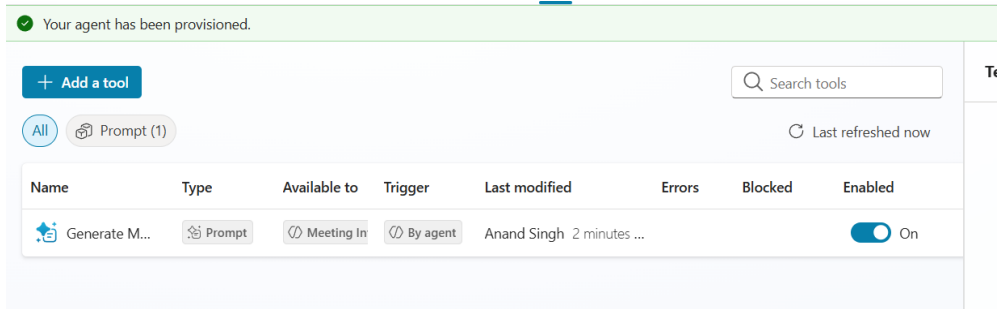 Your agent has been provisioned.
+ Add a tool
Search tools
Te
All
Prompt (1)
Last refreshed now
Name Type Available to Trigger Last modified Errors Blocked Enabled
Generate M... Prompt Meeting In By agent Anand Singh 2 minutes ... On